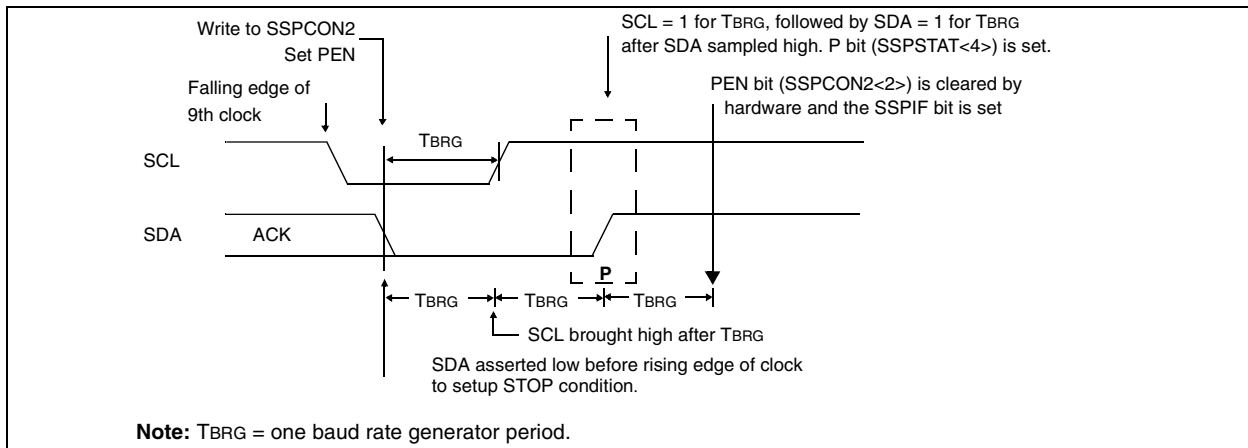 Write to SSPCON2
Set PEN
SCL = 1 for TBRG, followed by SDA = 1 for TBRG
after SDA sampled high. P bit (SSPSTAT<4>) is set.
Falling edge of
9th clock
PEN bit (SSPCON2<2>) is cleared by
hardware and the SSPIF bit is set
TBRG
SCL
SDA
ACK
P
TBRG
TBRG
TBRG
SCL brought high after TBRG
SDA asserted low before rising edge of clock
to setup STOP condition.
Note: TBRG = one baud rate generator period.